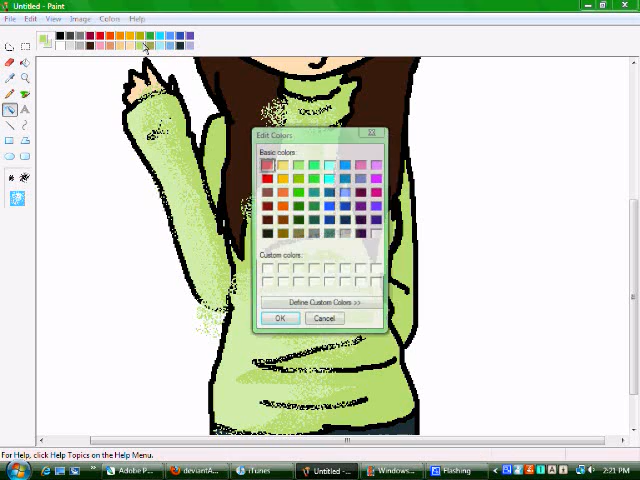 Untitled - Paint
File Edit View Image Colors Help
Edit Colors
Basic colors:
Custom colors:
Define Custom Colors >>
OK Cancel
For Help, click Help Topics on the Help Menu.
Adobe P... deviantA... iTunes Untitled -... Windows... Flashing 2:21 PM